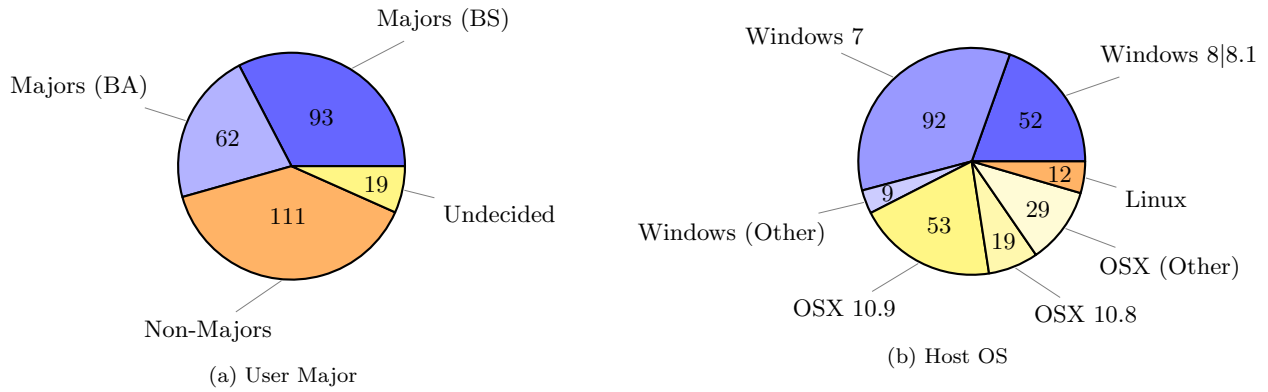 Majors (BS)
Majors (BA)
93
62
19
111
Undecided
Non-Majors
(a) User Major
Windows 7
Windows 8|8.1
92
52
9
12
Linux
29
53
19
Windows (Other)
OSX (Other)
OSX 10.9
OSX 10.8
(b) Host OS